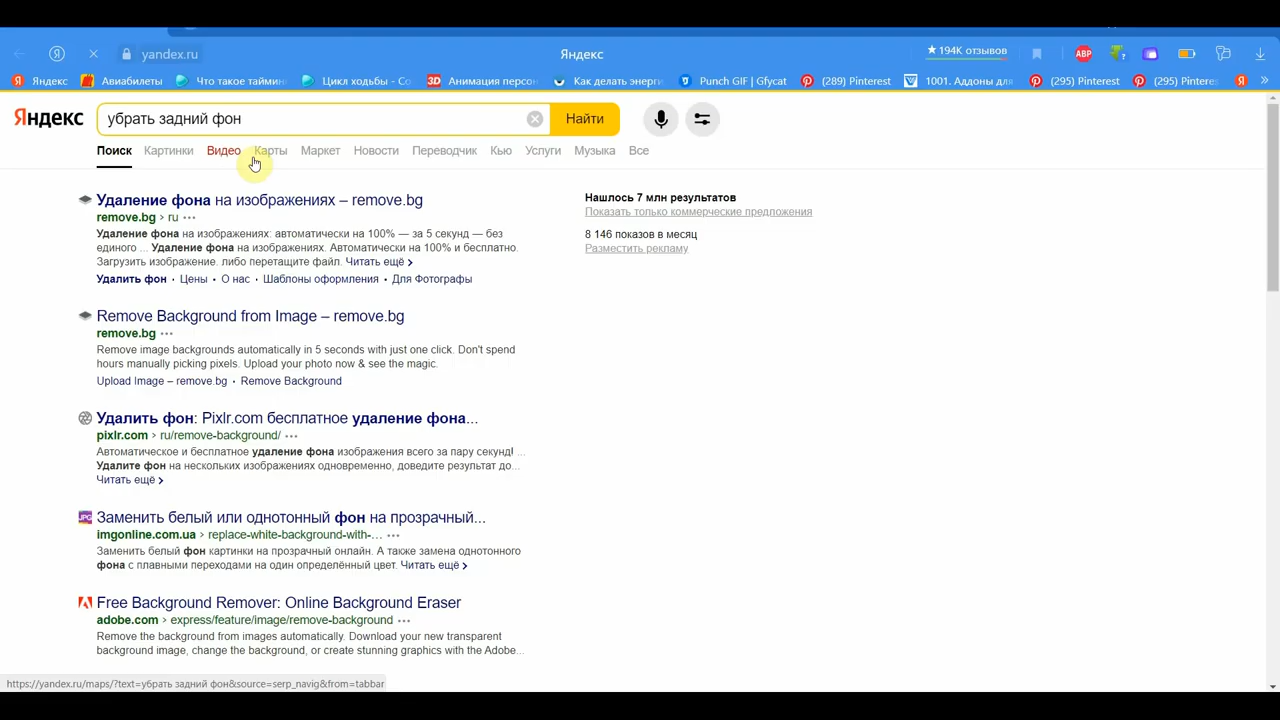 yandex.ru
Яндекс
★ 194K отзывов
ABP
Яндекс Авиабилеты Что такое таймин Цикл ходьбы - Со 3D Анимация персон Как делать энерги Punch GIF | Gfycat (289) Pinterest 1001. Аддоны для (295) Pinterest (295) Pinteres
Яндекс
убрать задний фон
Найти
Поиск Картинки Видео Карты Маркет Новости Переводчик Кью Услуги Музыка Все
Удаление фона на изображениях – remove.bg
remove.bg › ru •••
Удаление фона на изображениях: автоматически на 100% — за 5 секунд — без
единого ... Удаление фона на изображениях. Автоматически на 100% и бесплатно.
Загрузить изображение. либо перетащите файл. Читать ещё ›
Удалить фон · Цены · О нас · Шаблоны оформления · Для Фотографы
Нашлось 7 млн результатов
Показать только коммерческие предложения
8 146 показов в месяц
Разместить рекламу
Remove Background from Image – remove.bg
remove.bg •••
Remove image backgrounds automatically in 5 seconds with just one click. Don't spend
hours manually picking pixels. Upload your photo now & see the magic.
Upload Image – remove.bg · Remove Background
Удалить фон: Pixlr.com бесплатное удаление фона...
pixlr.com › ru/remove-background/ •••
Автоматическое и бесплатное удаление фона изображения всего за пару секунд! ...
Удалите фон на нескольких изображениях одновременно, доведите результат до...
Читать ещё ›
JPG
Заменить белый или однотонный фон на прозрачный...
imgonline.com.ua › replace-white-background-with-... •••
Заменить белый фон картинки на прозрачный онлайн. А также замена однотонного
фона с плавными переходами на один определённый цвет. Читать ещё ›
Free Background Remover: Online Background Eraser
adobe.com › express/feature/image/remove-background •••
Remove the background from images automatically. Download your new transparent
background image, change the background, or create stunning graphics with the Adobe...
https://yandex.ru/maps/?text=убрать задний фон&source=serp_navig&from=tabbar